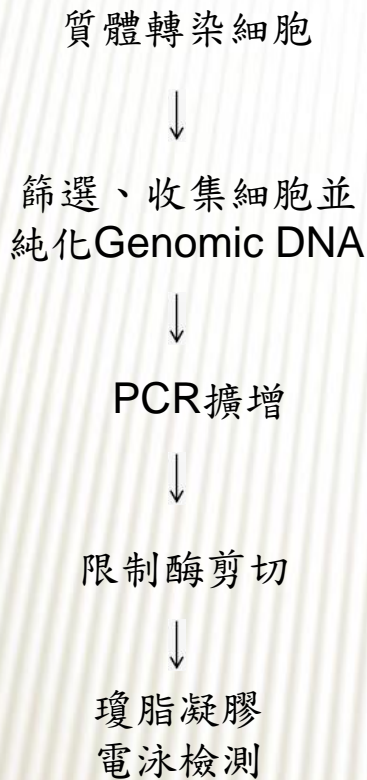 質體轉染細胞
↓
篩選、收集細胞並
純化Genomic DNA
↓
PCR擴增
↓
限制酶剪切
↓
瓊脂凝膠
電泳檢測